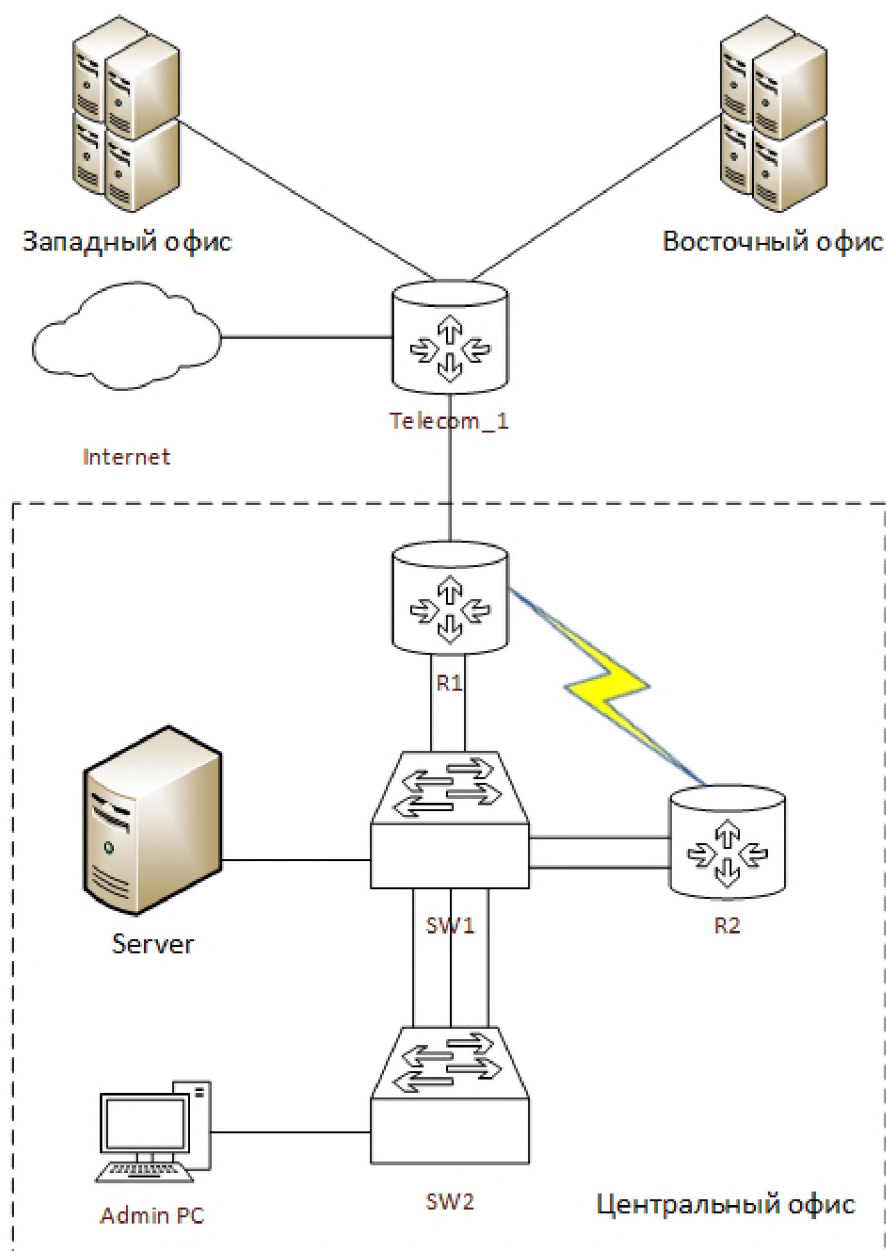 Западный офис
Восточный офис
Telecom_1
Internet
R1
Server
SW1
R2
Admin PC
SW2
Центральный офис